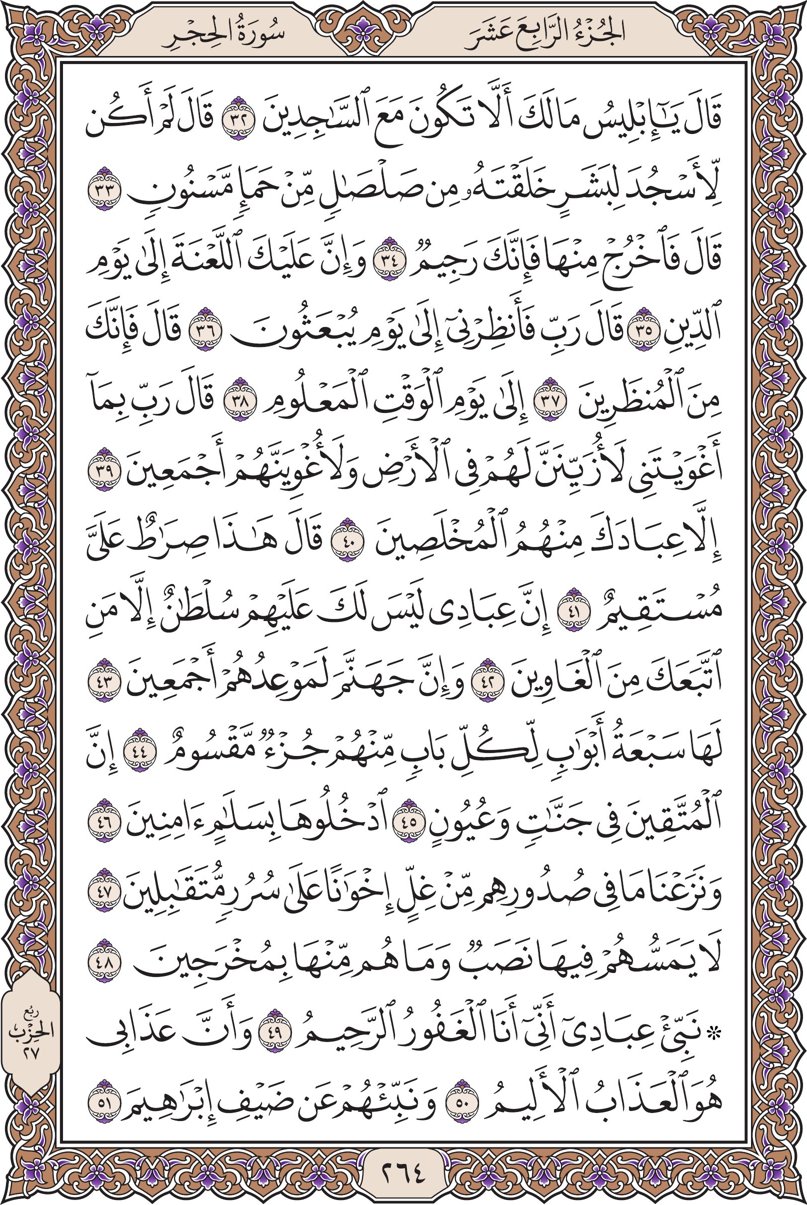 الجُزْءُ الرَّابِعَ عَشَرَ
سُورَةُ الحِجْرِ
قَالَ يَـٰٓإِبْلِيسُ مَا لَكَ أَلَّا تَكُونَ مَعَ ٱلسَّـٰجِدِينَ ٣٢ قَالَ لَمْ أَكُن
لِّأَسْجُدَ لِبَشَرٍ خَلَقْتَهُۥ مِن صَلْصَـٰلٍ مِّنْ حَمَإٍ مَّسْنُونٍ ٣٣
قَالَ فَٱخْرُجْ مِنْهَا فَإِنَّكَ رَجِيمٌ ٣٤ وَإِنَّ عَلَيْكَ ٱللَّعْنَةَ إِلَىٰ يَوْمِ
ٱلدِّينِ ٣٥ قَالَ رَبِّ فَأَنظِرْنِىٓ إِلَىٰ يَوْمِ يُبْعَثُونَ ٣٦ قَالَ فَإِنَّكَ
مِنَ ٱلْمُنظَرِينَ ٣٧ إِلَىٰ يَوْمِ ٱلْوَقْتِ ٱلْمَعْلُومِ ٣٨ قَالَ رَبِّ بِمَآ
أَغْوَيْتَنِى لَأُزَيِّنَنَّ لَهُمْ فِى ٱلْأَرْضِ وَلَأُغْوِيَنَّهُمْ أَجْمَعِينَ ٣٩
إِلَّا عِبَادَكَ مِنْهُمُ ٱلْمُخْلَصِينَ ٤٠ قَالَ هَـٰذَا صِرَٰطٌ عَلَىَّ
مُسْتَقِيمٌ ٤١ إِنَّ عِبَادِى لَيْسَ لَكَ عَلَيْهِمْ سُلْطَـٰنٌ إِلَّا مَنِ
ٱتَّبَعَكَ مِنَ ٱلْغَاوِينَ ٤٢ وَإِنَّ جَهَنَّمَ لَمَوْعِدُهُمْ أَجْمَعِينَ ٤٣
لَهَا سَبْعَةُ أَبْوَٰبٍ لِّكُلِّ بَابٍ مِّنْهُمْ جُزْءٌ مَّقْسُومٌ ٤٤ إِنَّ
ٱلْمُتَّقِينَ فِى جَنَّـٰتٍ وَعُيُونٍ ٤٥ ٱدْخُلُوهَا بِسَلَـٰمٍ ءَامِنِينَ ٤٦
وَنَزَعْنَا مَا فِى صُدُورِهِم مِّنْ غِلٍّ إِخْوَٰنًا عَلَىٰ سُرُرٍ مُّتَقَـٰبِلِينَ ٤٧
لَا يَمَسُّهُمْ فِيهَا نَصَبٌ وَمَا هُم مِّنْهَا بِمُخْرَجِينَ ٤٨
۞ نَبِّئْ عِبَادِىٓ أَنِّىٓ أَنَا ٱلْغَفُورُ ٱلرَّحِيمُ ٤٩ وَأَنَّ عَذَابِى
هُوَ ٱلْعَذَابُ ٱلْأَلِيمُ ٥٠ وَنَبِّئْهُمْ عَن ضَيْفِ إِبْرَٰهِيمَ ٥١
رُبْعُ
الحِزْبِ
٢٧
٢٦٤